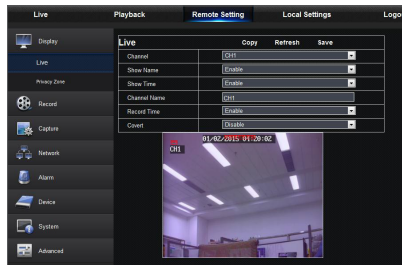 Live Playback Remote Setting Local Settings Logo
Display
Live
Privacy Zone
Record
Capture
Network
Alarm
Device
System
Advanced
Live Copy Refresh Save
Channel CH1
Show Name Enable
Show Time Enable
Channel Name CH1
Record Time Enable
Covert Disable
01/02/2015 04:20:02
CH1